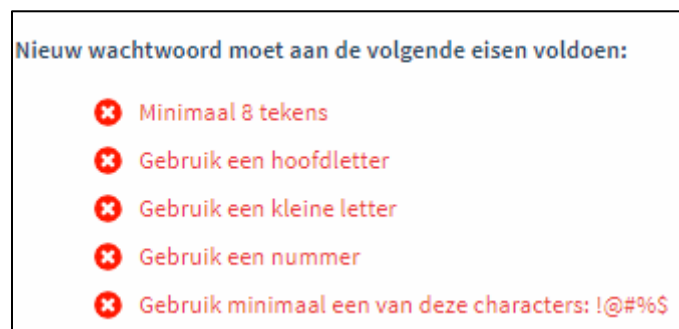 Nieuw wachtwoord moet aan de volgende eisen voldoen:
Minimaal 8 tekens
Gebruik een hoofdletter
Gebruik een kleine letter
Gebruik een nummer
Gebruik minimaal een van deze characters: !@#%$